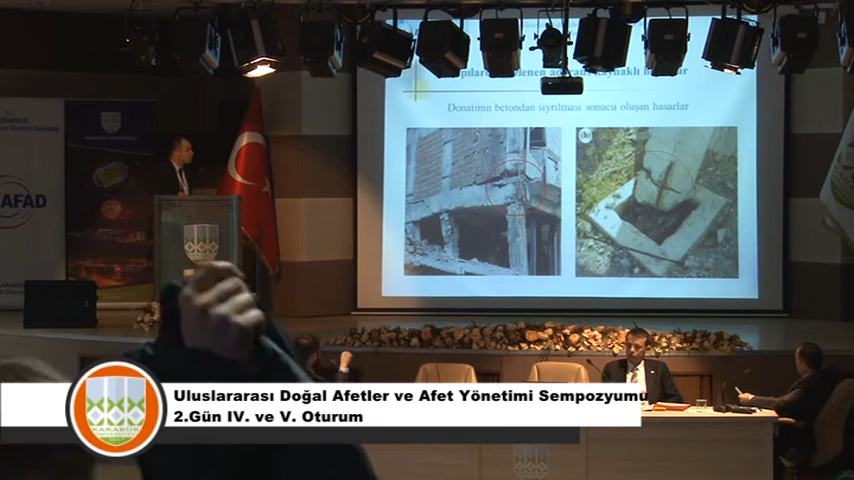 Donatının betondan sıyrılması sonucu oluşan hasarlar
(b)
AFAD
KARABÜK
Uluslararası Doğal Afetler ve Afet Yönetimi Sempozyumu
2.Gün IV. ve V. Oturum